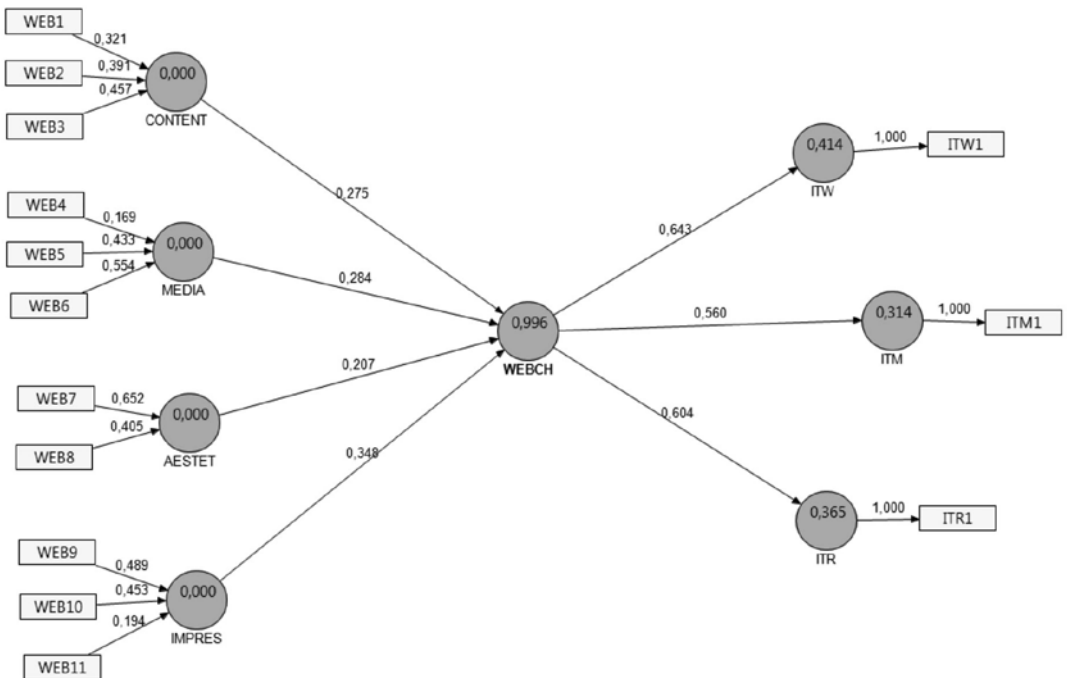 WEB1
0,321
WEB2
0,391
WEB3
0,457
0,000
CONTENT
0,275
WEB4
0,169
WEB5
0,433
WEB6
0,554
0,000
MEDIA
0,284
WEB7
0,652
WEB8
0,405
0,000
AESTET
0,207
WEB9
0,489
WEB10
0,453
WEB11
0,194
0,000
IMPRES
0,348
0,996
WEBCH
0,643
0,414
ITW
1,000
ITW1
0,560
0,314
ITM
1,000
ITM1
0,604
0,365
ITR
1,000
ITR1